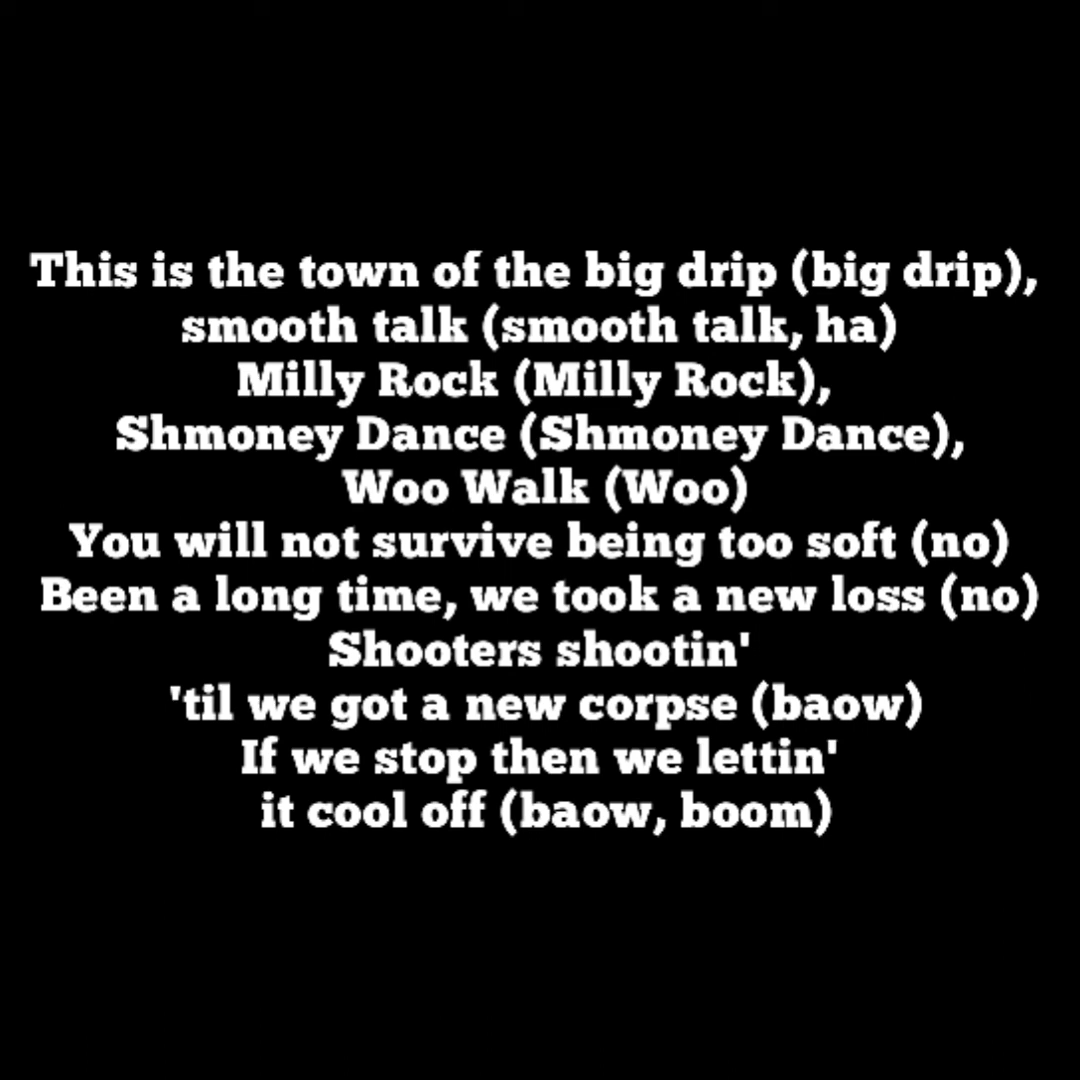 This is the town of the big drip (big drip),
smooth talk (smooth talk, ha)
Milly Rock (Milly Rock),
Shmoney Dance (Shmoney Dance),
Woo Walk (Woo)
You will not survive being too soft (no)
Been a long time, we took a new loss (no)
Shooters shootin'
'til we got a new corpse (baow)
If we stop then we lettin'
it cool off (baow, boom)